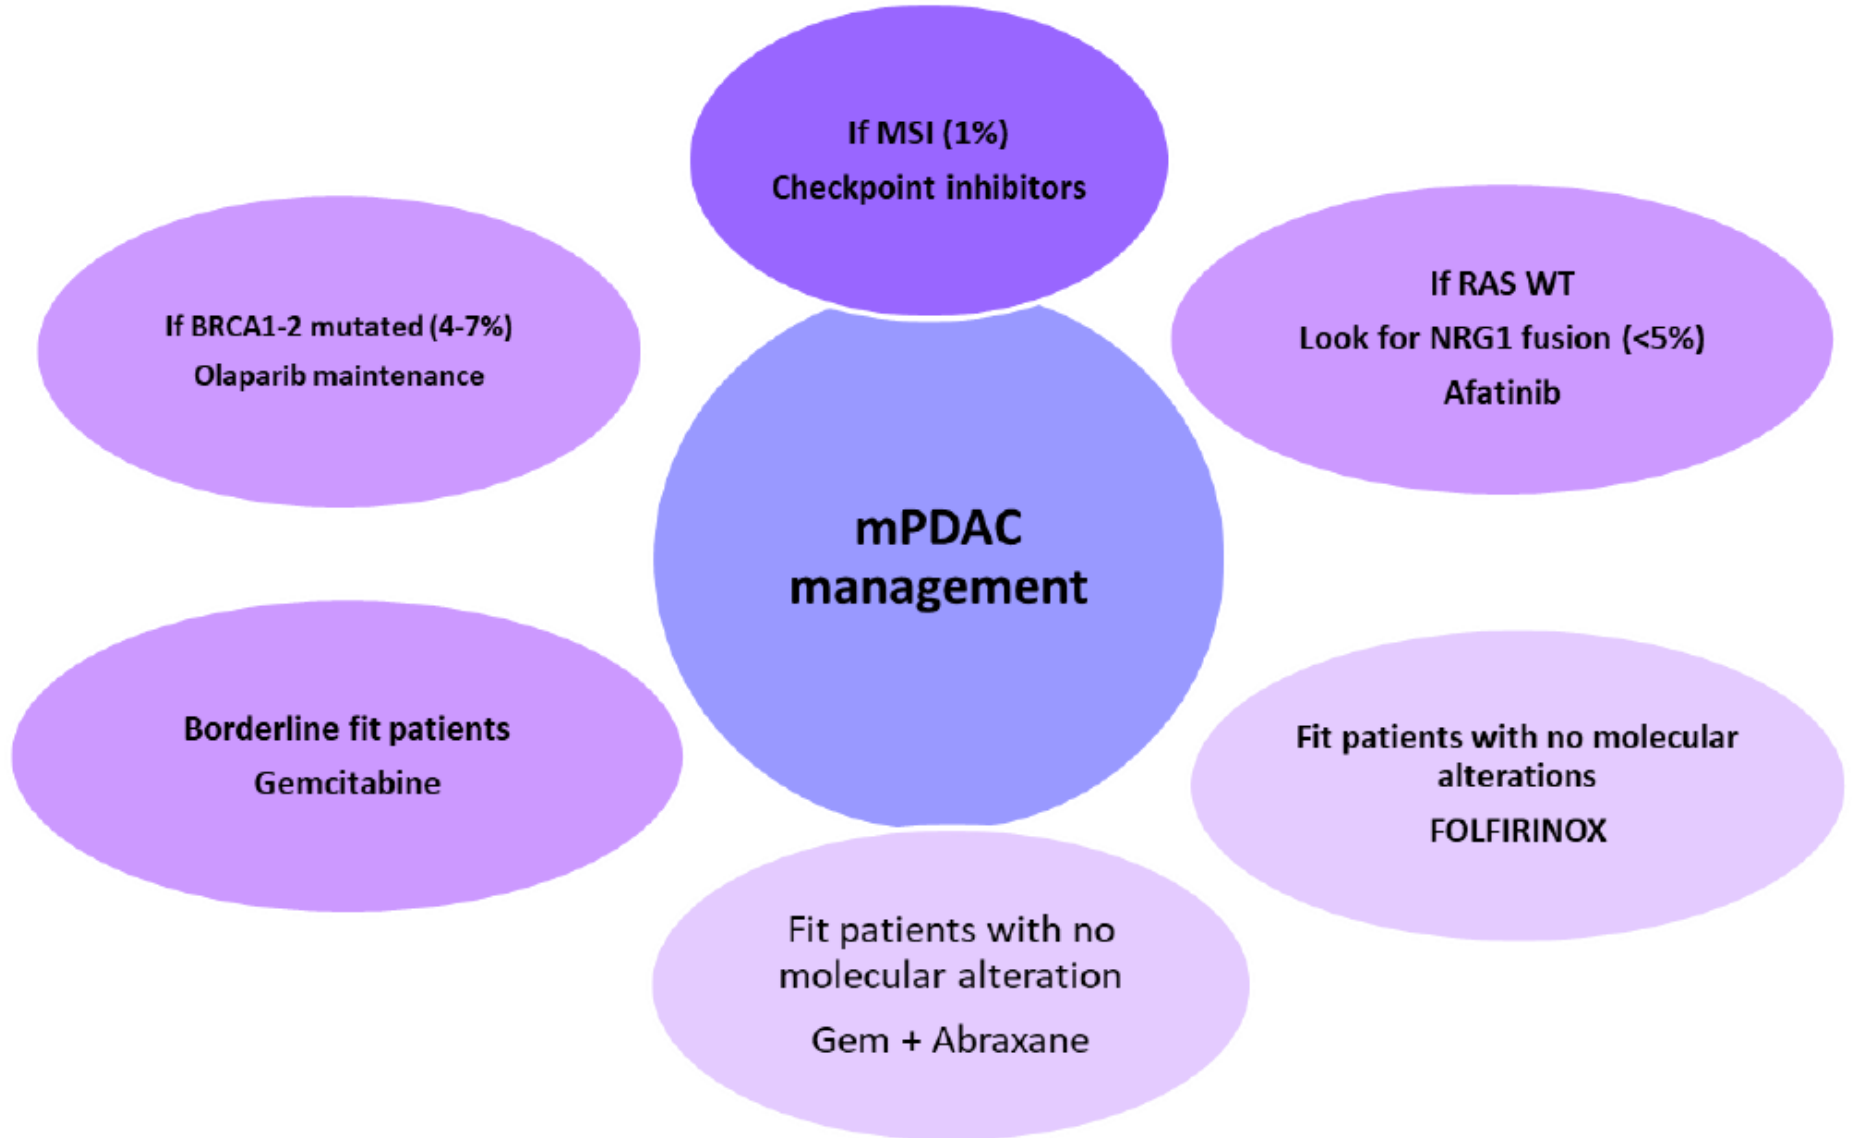 If MSI (1%)
Checkpoint inhibitors
If RAS WT
Look for NRG1 fusion (<5%)
Afatinib
Fit patients with no molecular
alterations
FOLFIRINOX
Fit patients with no
molecular alteration
Gem + Abraxane
Borderline fit patients
Gemcitabine
If BRCA1-2 mutated (4-7%)
Olaparib maintenance
mPDAC
management